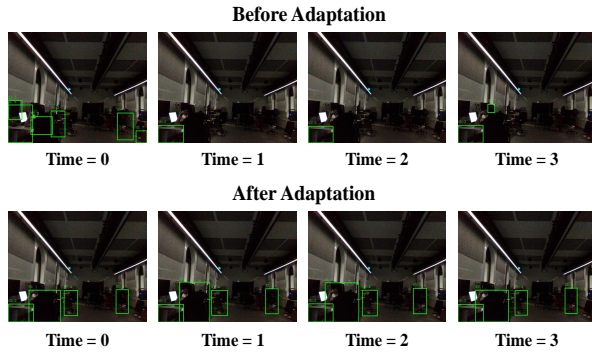 Before Adaptation
Time = 0 Time = 1 Time = 2 Time = 3
After Adaptation
Time = 0 Time = 1 Time = 2 Time = 3